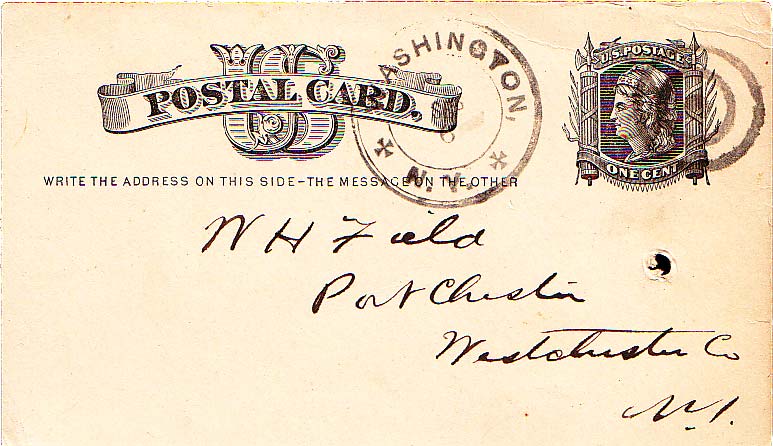 US
POSTAL CARD.
ASHINGTON,
N.Y.
U.S. POSTAGE
ONE CENT
WRITE THE ADDRESS ON THIS SIDE-THE MESSAGE ON THE OTHER
W H Field
Port Chester
Westchester Co
N.Y.